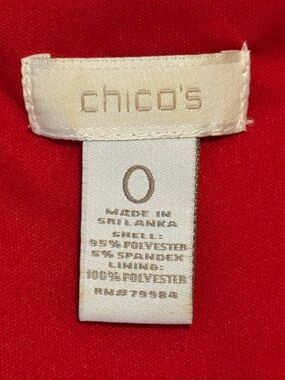 chico's
0
MADE IN
SRI LANKA
SHELL:
95% POLYESTER
5% SPANDEX
LINING:
100% POLYESTER
RN#79984